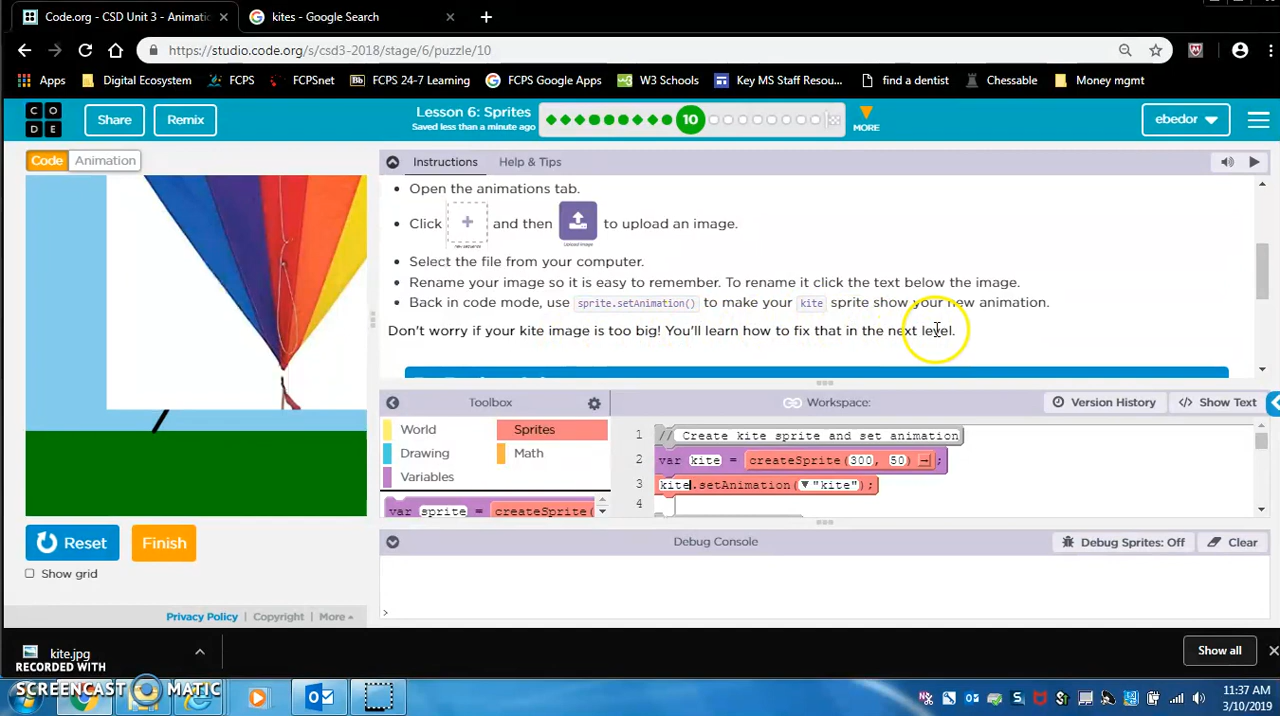 Code.org - CSD Unit 3 - Animatio
kites - Google Search
https://studio.code.org/s/csd3-2018/stage/6/puzzle/10
Apps Digital Ecosystem FCPS FCPSnet Bb FCPS 24-7 Learning FCPS Google Apps W3 Schools Key MS Staff Resou... find a dentist Chessable Money mgmt
C O D E
Share
Remix
Lesson 6: Sprites
Saved less than a minute ago
10
MORE
ebedor
Code Animation
Instructions Help & Tips
Open the animations tab.
Click + and then to upload an image.
Upload Image
Select the file from your computer.
Rename your image so it is easy to remember. To rename it click the text below the image.
Back in code mode, use sprite.setAnimation() to make your kite sprite show your new animation.
Don't worry if your kite image is too big! You'll learn how to fix that in the next level.
Toolbox
Workspace:
Version History
</> Show Text
World
Sprites
Drawing
Math
Variables
var sprite = createSprite(
1 // Create kite sprite and set animation
2 var kite = createSprite(300, 50) ;
3 kite.setAnimation( "kite");
4
Reset
Finish
Show grid
Debug Console
Debug Sprites: Off
Clear
>
Privacy Policy | Copyright | More
kite.jpg
Show all
RECORDED WITH
SCREENCAST MATIC
11:37 AM
3/10/2019